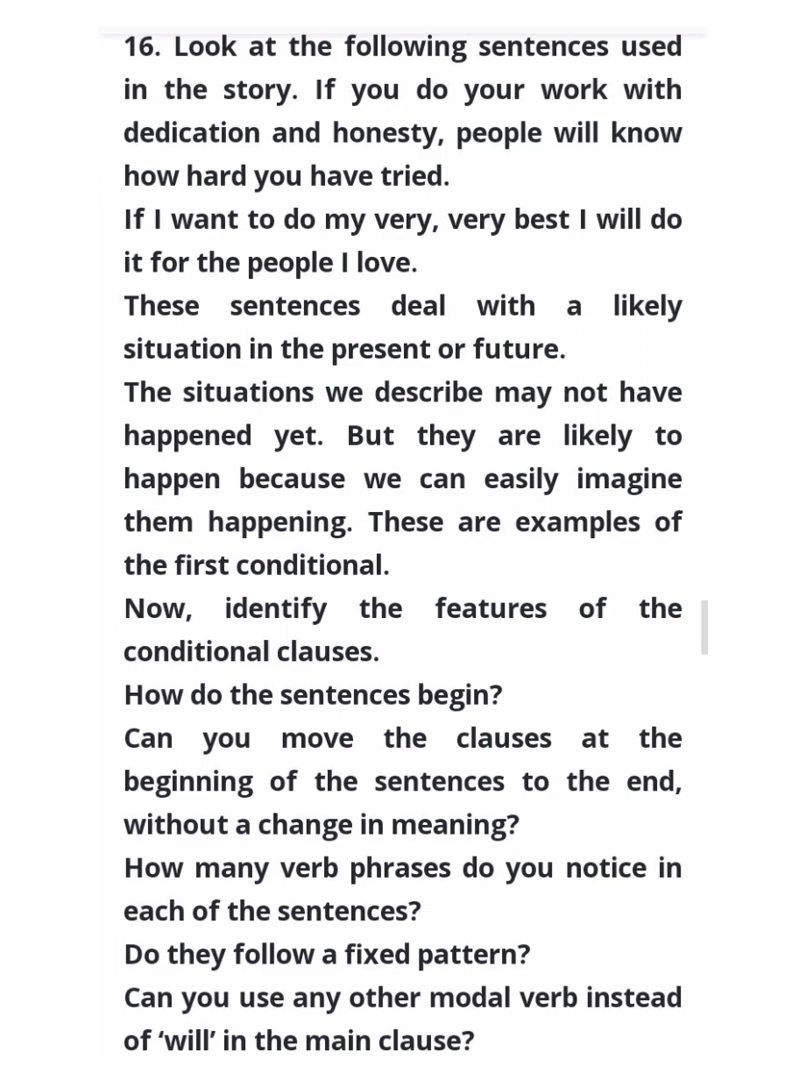 16. Look at the following sentences used
in the story. If you do your work with
dedication and honesty, people will know
how hard you have tried.
If I want to do my very, very best I will do
it for the people I love.
These sentences deal with a likely
situation in the present or future.
The situations we describe may not have
happened yet. But they are likely to
happen because we can easily imagine
them happening. These are examples of
the first conditional.
Now, identify the features of the
conditional clauses.
How do the sentences begin?
Can you move the clauses at the
beginning of the sentences to the end,
without a change in meaning?
How many verb phrases do you notice in
each of the sentences?
Do they follow a fixed pattern?
Can you use any other modal verb instead
of ‘will’ in the main clause?